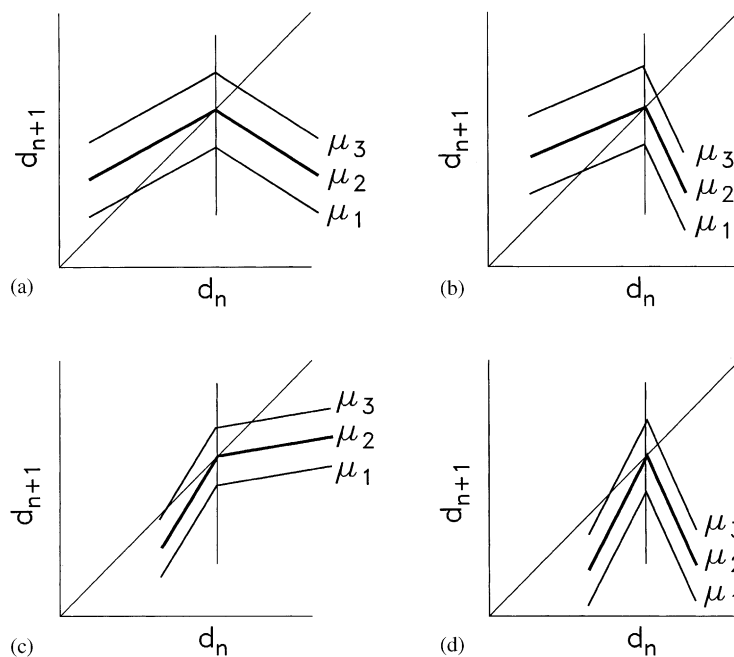 d_{n+1}
μ₃
μ₂
μ₁
(a)
d_n
d_{n+1}
μ₃
μ₂
μ₁
(b)
d_n
d_{n+1}
μ₃
μ₂
μ₁
(c)
d_n
d_{n+1}
μ₃
μ₂
(d)
d_n